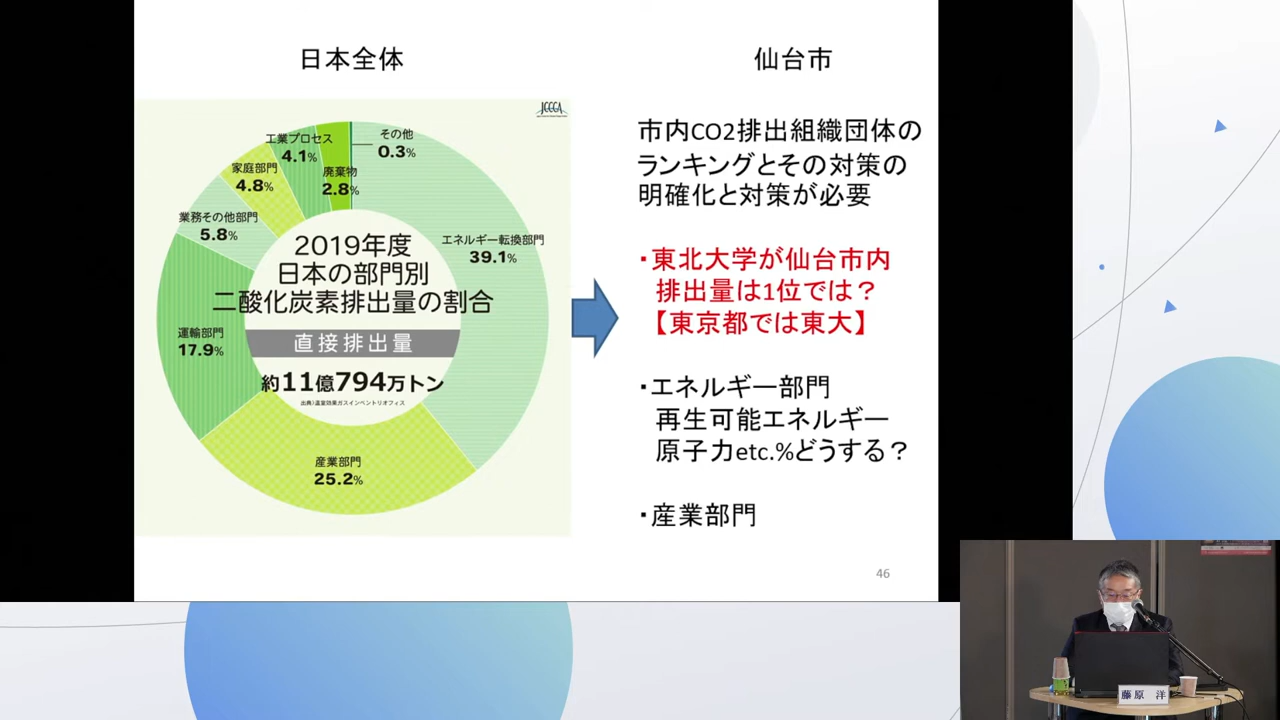 日本全体
仙台市
JCCCA
その他
0.3%
工業プロセス
4.1%
廃棄物
2.8%
家庭部門
4.8%
業務その他部門
5.8%
エネルギー転換部門
39.1%
運輸部門
17.9%
産業部門
25.2%
2019年度
日本の部門別
二酸化炭素排出量の割合
直接排出量
約11億794万トン
出典)温室効果ガスインベントリオフィス
市内CO2排出組織団体の
ランキングとその対策の
明確化と対策が必要
・東北大学が仙台市内
排出量は1位では?
【東京都では東大】
・エネルギー部門
再生可能エネルギー
原子力etc.%どうする?
・産業部門
46
藤原 洋